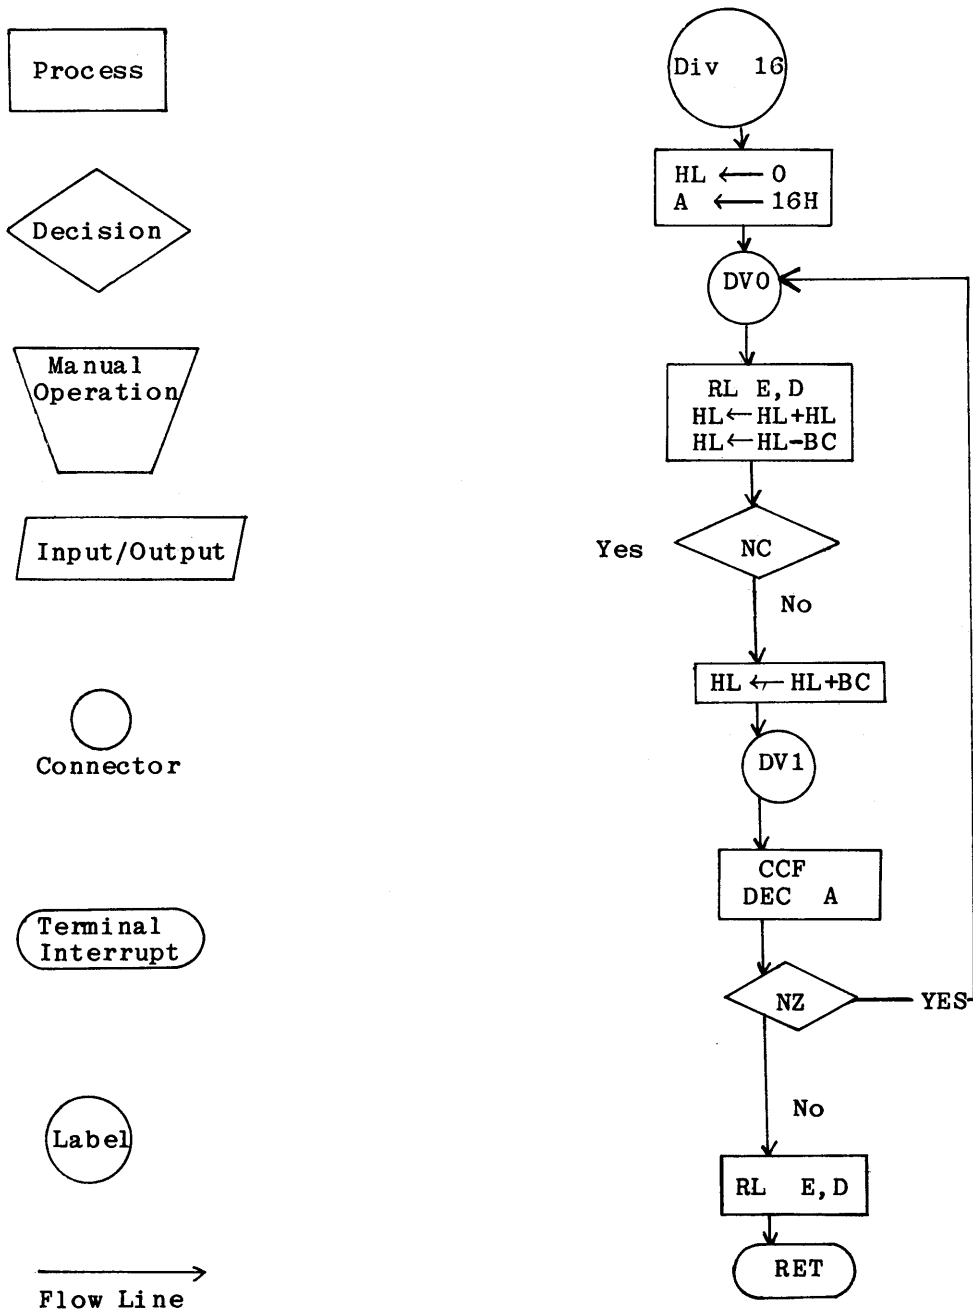 Process
Decision
Manual
Operation
Input/Output
Connector
Terminal
Interrupt
Label
Flow Line
Div 16
HL ← 0
A ← 16H
DV0
RL E,D
HL←HL+HL
HL←HL-BC
Yes
NC
No
HL ← HL+BC
DV1
CCF
DEC A
NZ
YES
No
RL E,D
RET